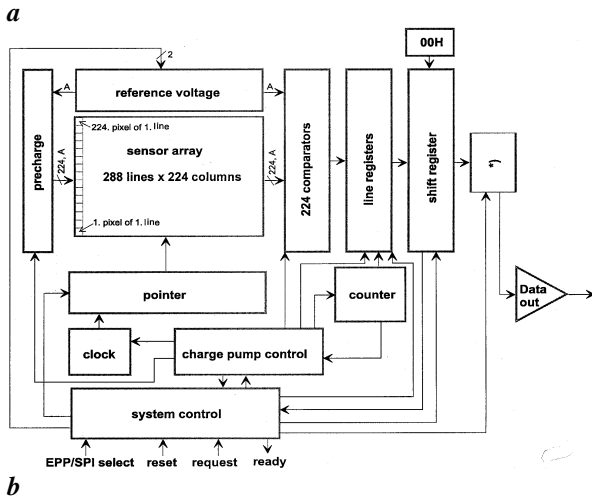 a
00H
2
reference voltage
A
A
precharge
224. pixel of 1. line
sensor array
288 lines x 224 columns
1. pixel of 1. line
224, A
224, A
224 comparators
line registers
shift register
*)
pointer
counter
Data
out
clock
charge pump control
system control
EPP/SPI select
reset
request
ready
b